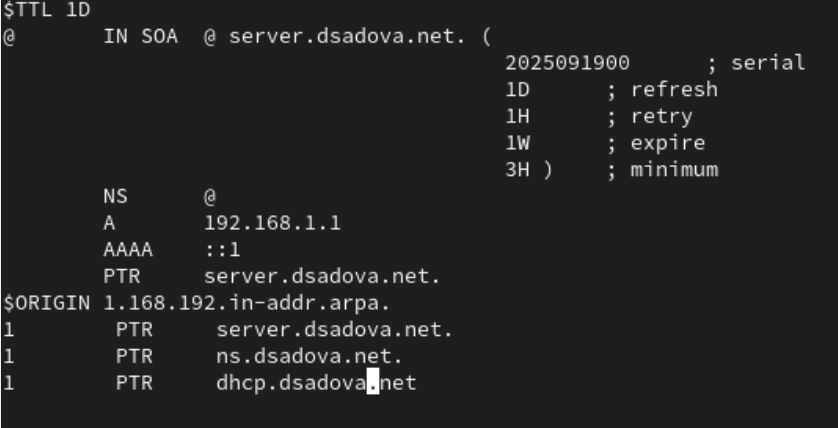 $TTL 1D
@ IN SOA @ server.dsadova.net. (
2025091900 ; serial
1D ; refresh
1H ; retry
1W ; expire
3H ) ; minimum
NS @
A 192.168.1.1
AAAA ::1
PTR server.dsadova.net.
$ORIGIN 1.168.192.in-addr.arpa.
1 PTR server.dsadova.net.
1 PTR ns.dsadova.net.
1 PTR dhcp.dsadova.net